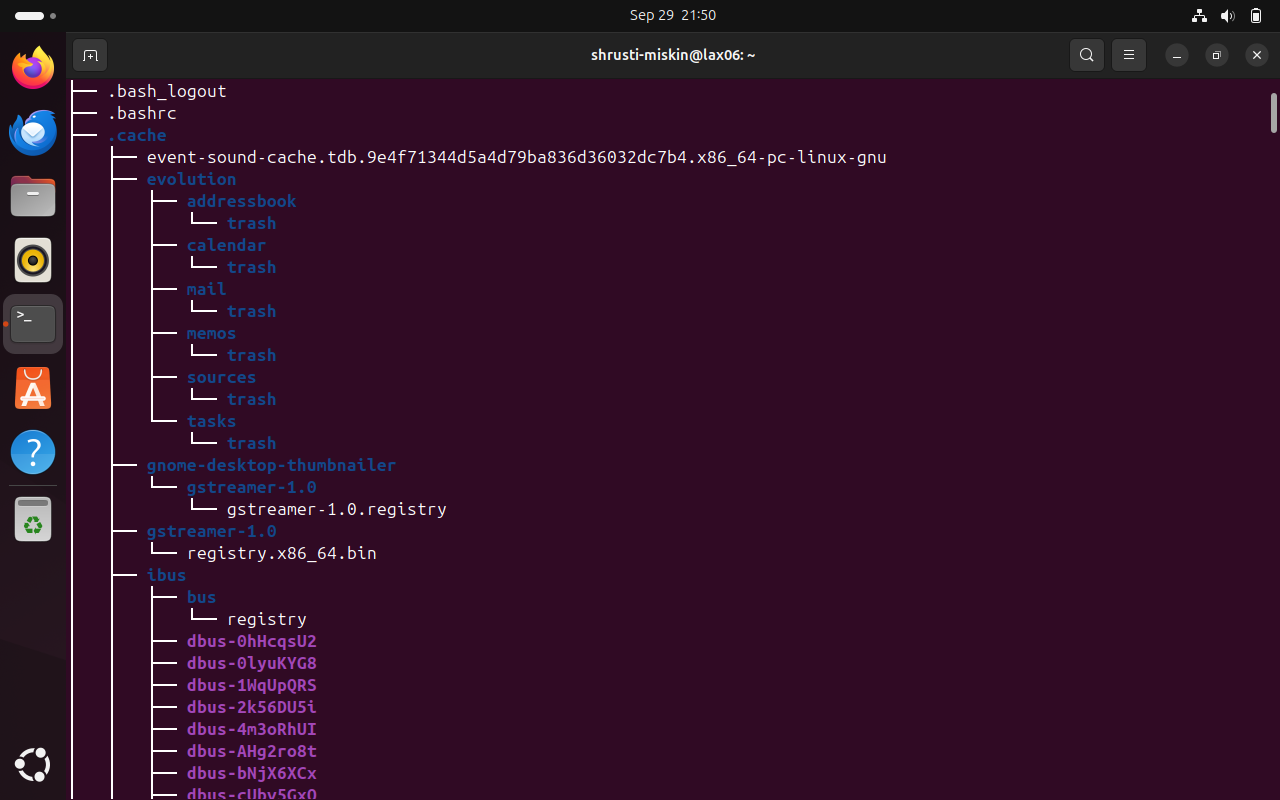 Sep 29 21:50
shrusti-miskin@lax06: ~
├── .bash_logout
├── .bashrc
├── .cache
│   ├── event-sound-cache.tdb.9e4f71344d5a4d79ba836d36032dc7b4.x86_64-pc-linux-gnu
│   ├── evolution
│   │   ├── addressbook
│   │   │   └── trash
│   │   ├── calendar
│   │   │   └── trash
│   │   ├── mail
│   │   │   └── trash
│   │   ├── memos
│   │   │   └── trash
│   │   ├── sources
│   │   │   └── trash
│   │   └── tasks
│   │       └── trash
│   ├── gnome-desktop-thumbnailer
│   │   └── gstreamer-1.0
│   │       └── gstreamer-1.0.registry
│   ├── gstreamer-1.0
│   │   └── registry.x86_64.bin
│   ├── ibus
│   │   ├── bus
│   │   │   └── registry
│   │   ├── dbus-0hHcqsU2
│   │   ├── dbus-0lyuKYG8
│   │   ├── dbus-1WqUpQRS
│   │   ├── dbus-2k56DU5i
│   │   ├── dbus-4m3oRhUI
│   │   ├── dbus-AHg2ro8t
│   │   ├── dbus-bNjX6XCx